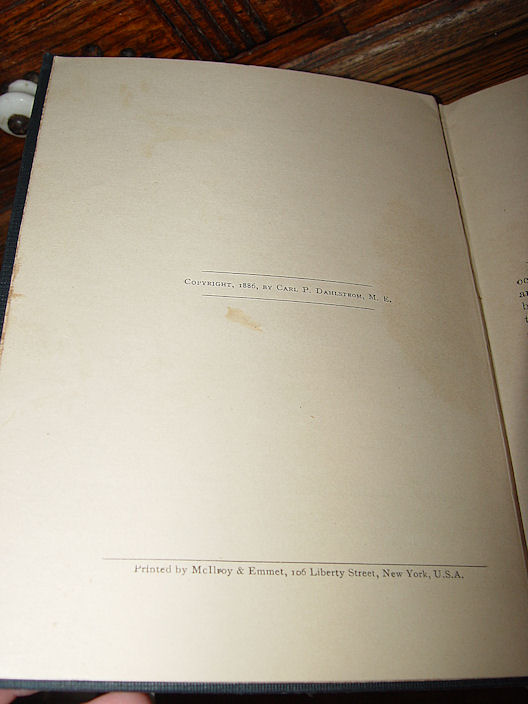 Copyright, 1886, by Carl P. Dahlstrom, M. E.
Printed by McIlroy & Emmet, 106 Liberty Street, New York, U.S.A.